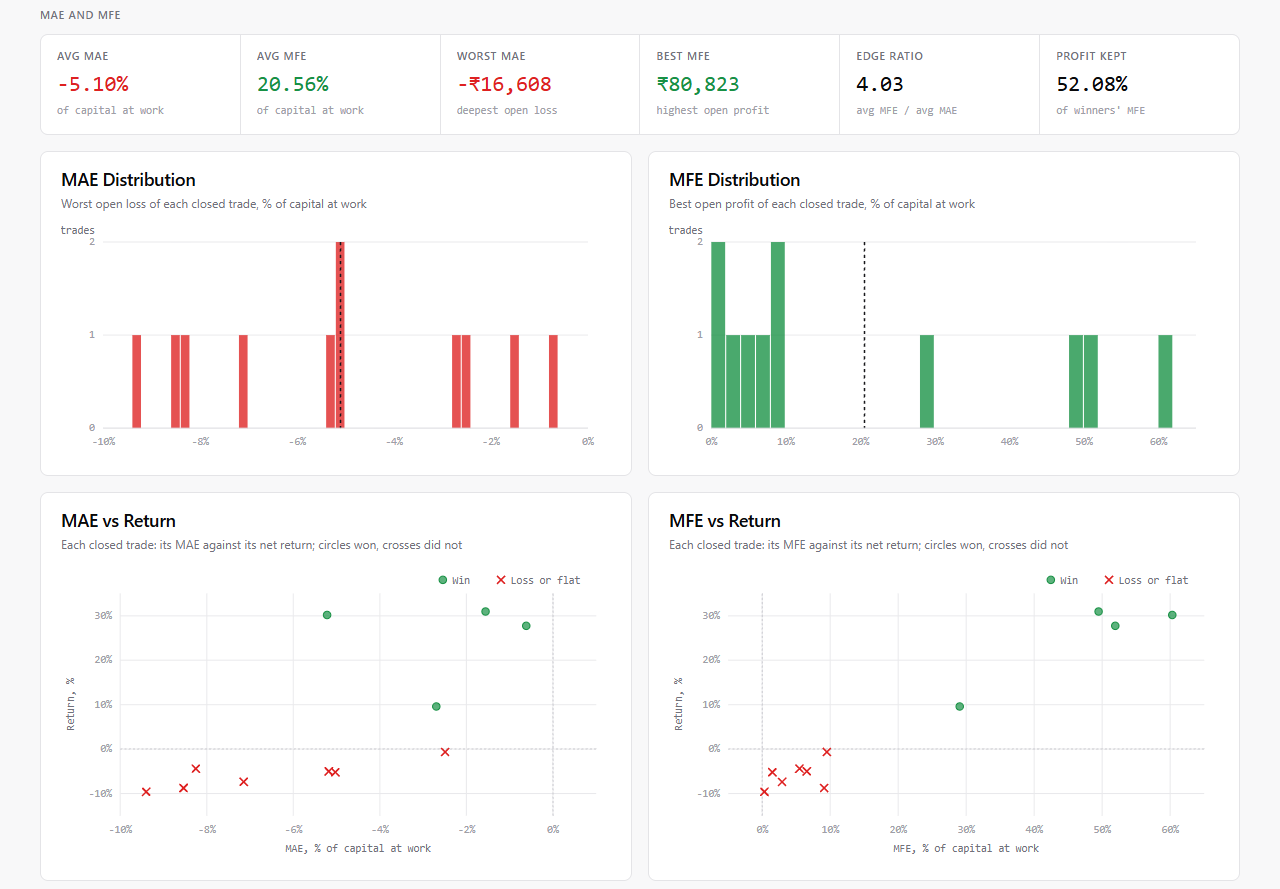 MAE AND MFE
AVG MAE
-5.10%
of capital at work
AVG MFE
20.56%
of capital at work
WORST MAE
-₹16,608
deepest open loss
BEST MFE
₹80,823
highest open profit
EDGE RATIO
4.03
avg MFE / avg MAE
PROFIT KEPT
52.08%
of winners' MFE
MAE Distribution
Worst open loss of each closed trade, % of capital at work
trades
2
1
0
-10% -8% -6% -4% -2% 0%
MFE Distribution
Best open profit of each closed trade, % of capital at work
trades
2
1
0
0% 10% 20% 30% 40% 50% 60%
MAE vs Return
Each closed trade: its MAE against its net return; circles won, crosses did not
Win Loss or flat
30%
20%
10%
0%
-10%
Return, %
-10% -8% -6% -4% -2% 0%
MAE, % of capital at work
MFE vs Return
Each closed trade: its MFE against its net return; circles won, crosses did not
Win Loss or flat
30%
20%
10%
0%
-10%
Return, %
0% 10% 20% 30% 40% 50% 60%
MFE, % of capital at work